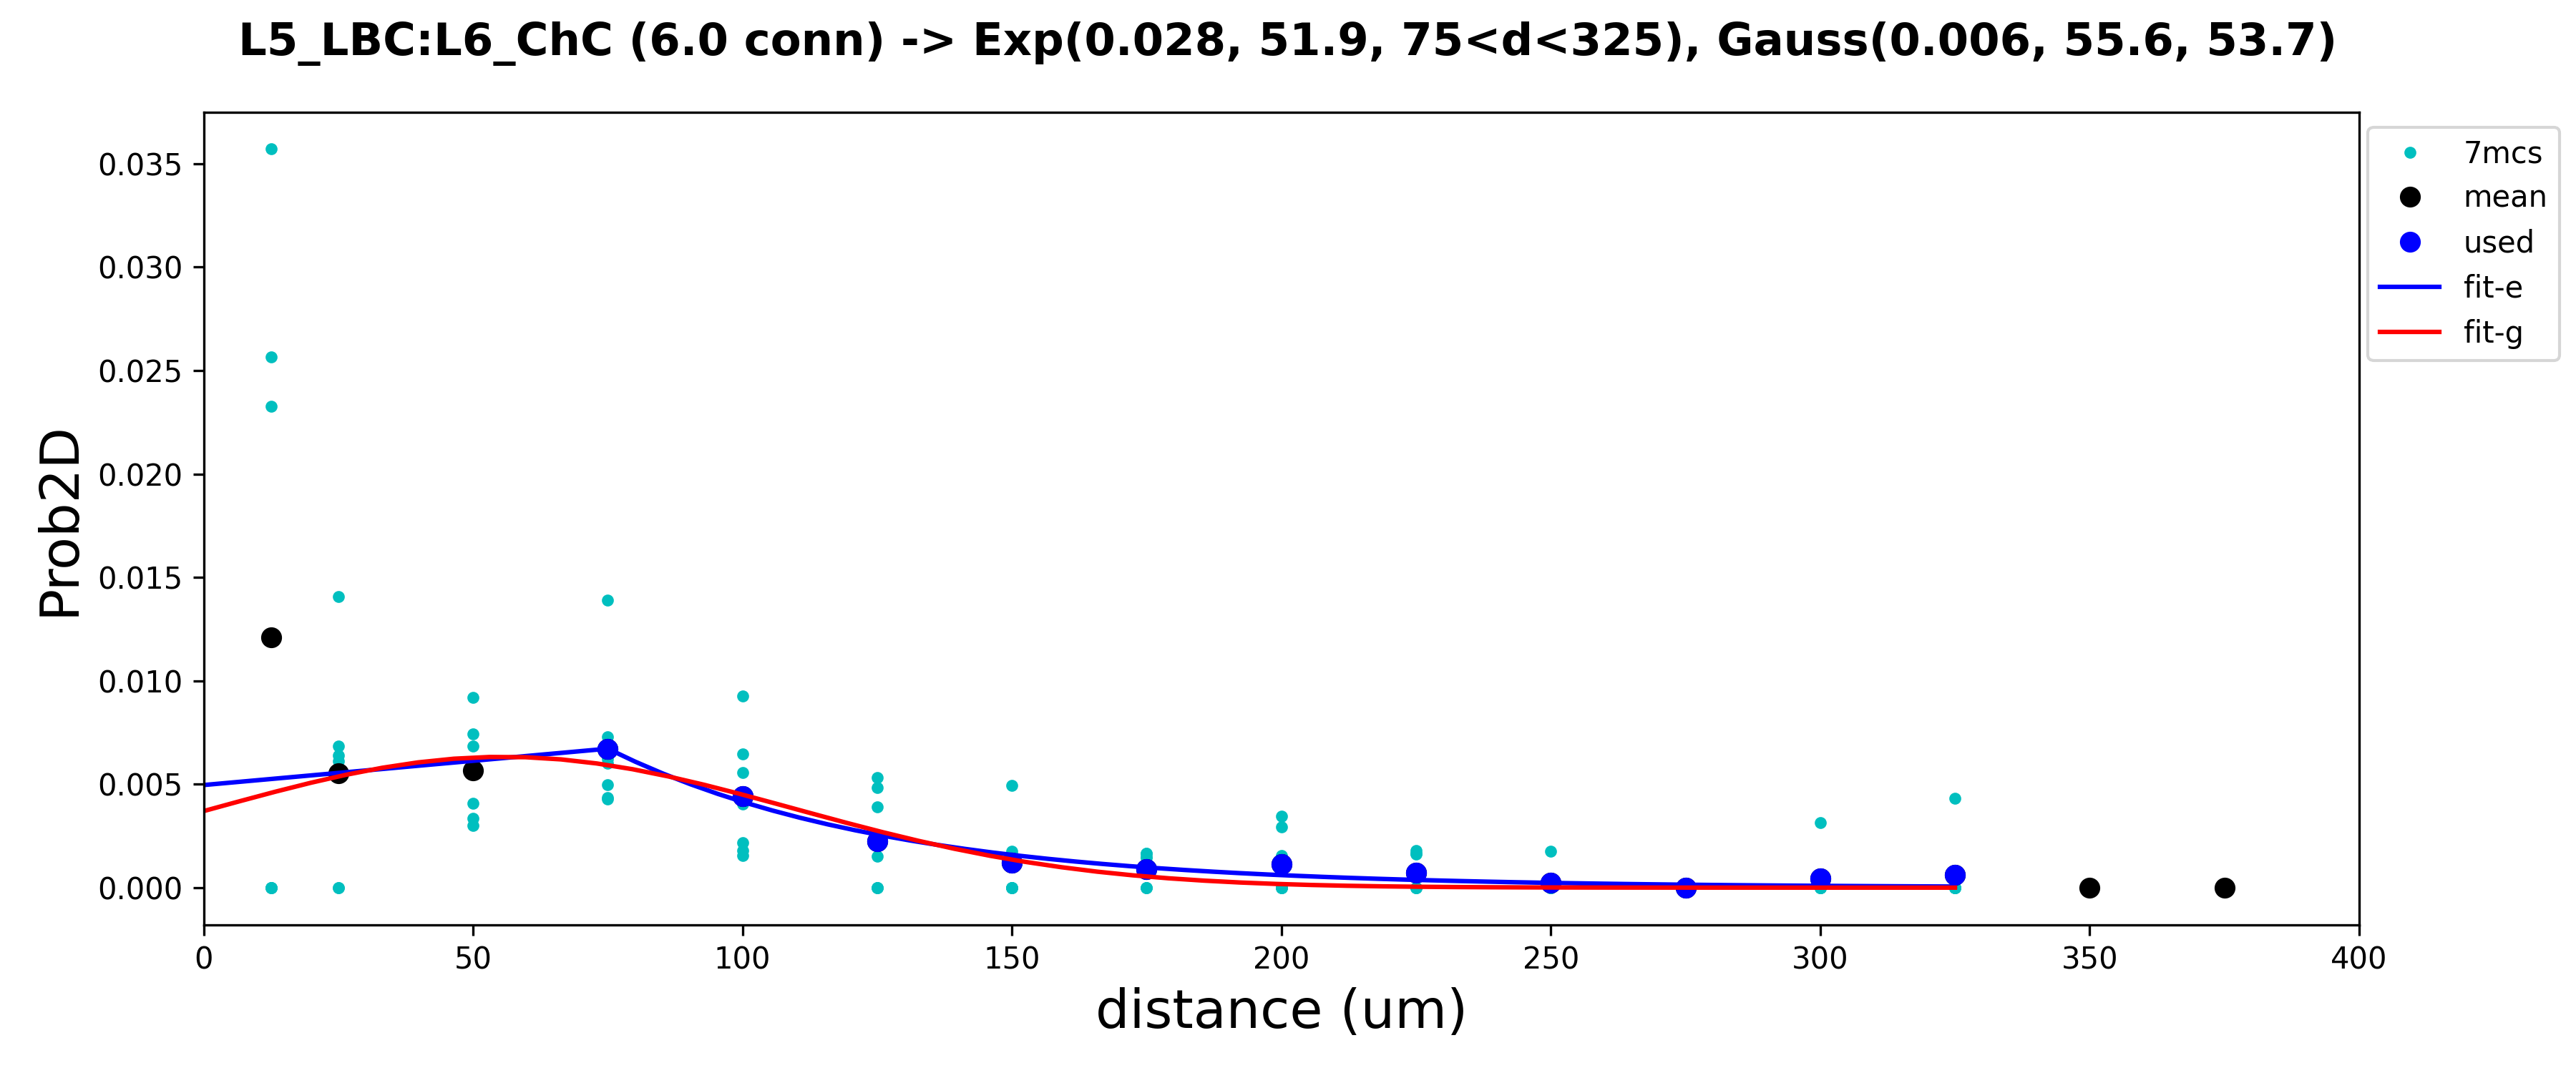 L5_LBC:L6_ChC (6.0 conn) -> Exp(0.028, 51.9, 75<d<325), Gauss(0.006, 55.6, 53.7)
0.035
0.030
0.025
0.020
0.015
0.010
0.005
0.000
Prob2D
0 50 100 150 200 250 300 350 400
distance (um)
7mcs
mean
used
fit-e
fit-g